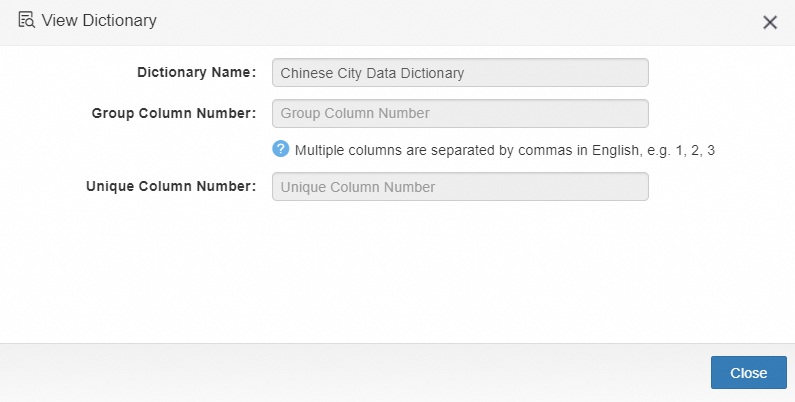 View Dictionary
Dictionary Name: Chinese City Data Dictionary
Group Column Number: Group Column Number
? Multiple columns are separated by commas in English, e.g. 1, 2, 3
Unique Column Number: Unique Column Number
Close